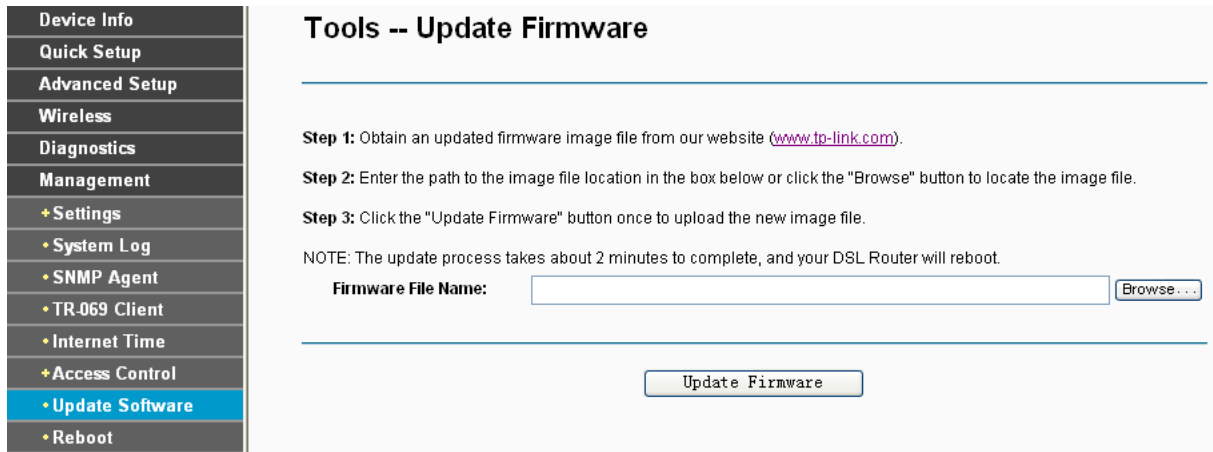 Device Info
Quick Setup
Advanced Setup
Wireless
Diagnostics
Management
+Settings
•System Log
•SNMP Agent
•TR-069 Client
•Internet Time
+Access Control
•Update Software
•Reboot
Tools -- Update Firmware
Step 1: Obtain an updated firmware image file from our website (www.tp-link.com).
Step 2: Enter the path to the image file location in the box below or click the "Browse" button to locate the image file.
Step 3: Click the "Update Firmware" button once to upload the new image file.
NOTE: The update process takes about 2 minutes to complete, and your DSL Router will reboot.
Firmware File Name:
Browse...
Update Firmware